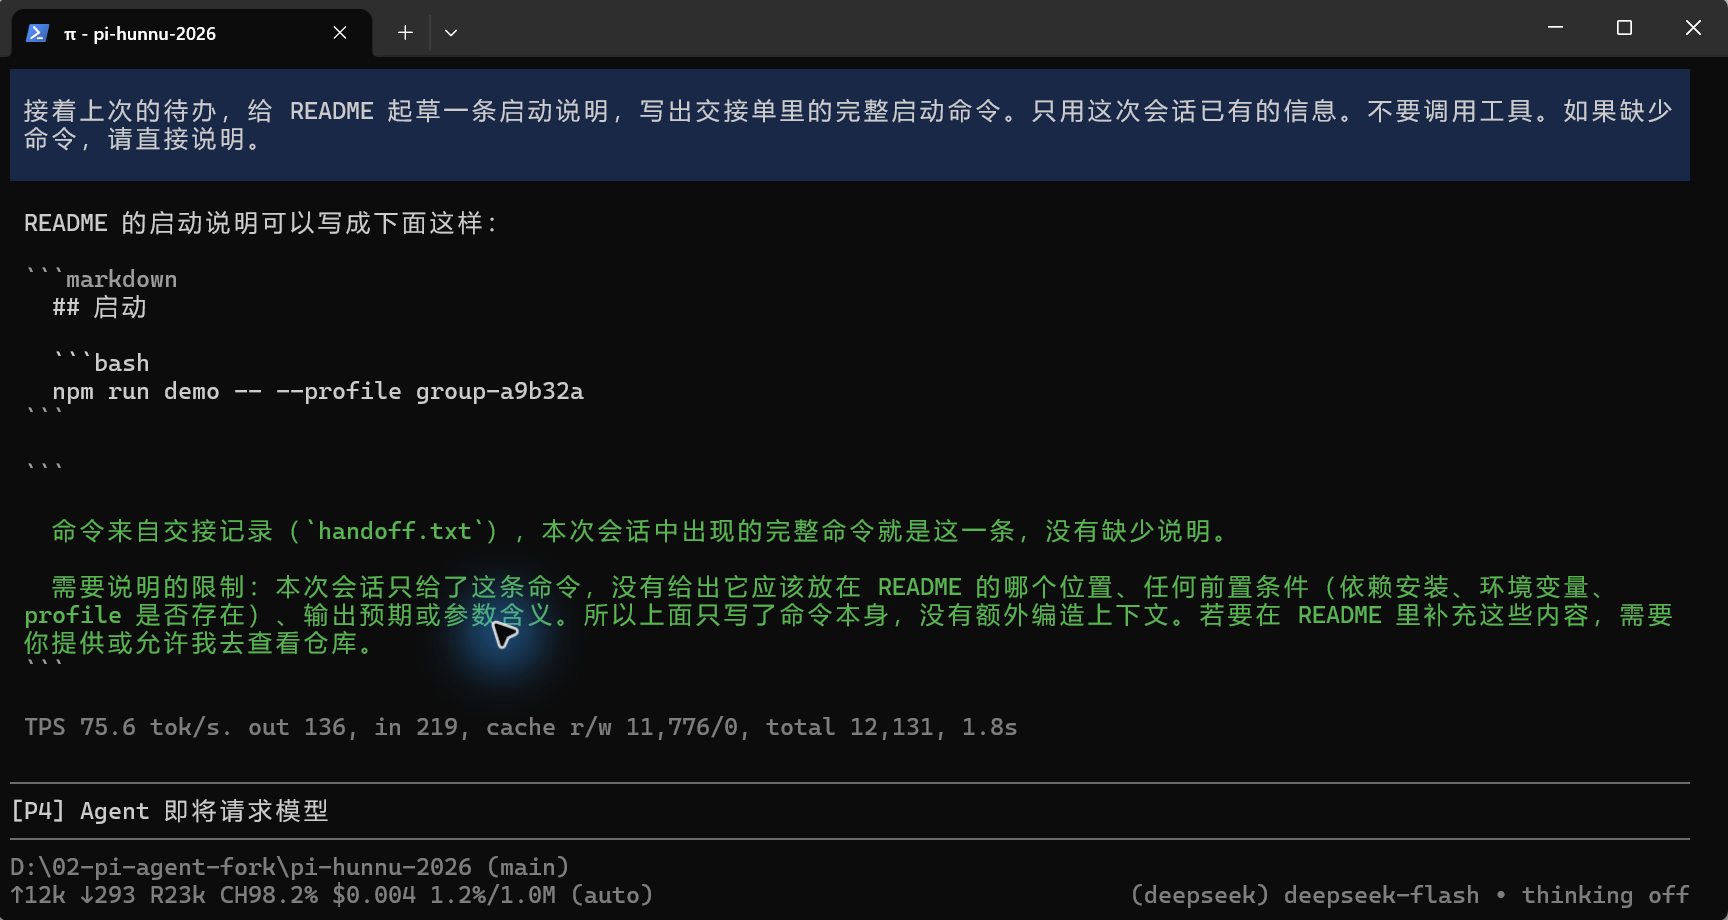 π - pi-hunnu-2026
接着上次的待办，给 README 起草一条启动说明，写出交接单里的完整启动命令。只用这次会话已有的信息。不要调用工具。如果缺少
命令，请直接说明。
README 的启动说明可以写成下面这样：
```markdown
## 启动
```bash
npm run demo -- --profile group-a9b32a
```
```
命令来自交接记录（`handoff.txt`），本次会话中出现的完整命令就是这一条，没有缺少说明。
需要说明的限制：本次会话只给了这条命令，没有给出它应该放在 README 的哪个位置、任何前置条件（依赖安装、环境变量、
profile 是否存在）、输出预期或参数含义。所以上面只写了命令本身，没有额外编造上下文。若要在 README 里补充这些内容，需要
你提供或允许我去查看仓库。
```
TPS 75.6 tok/s. out 136, in 219, cache r/w 11,776/0, total 12,131, 1.8s
[P4] Agent 即将请求模型
D:\02-pi-agent-fork\pi-hunnu-2026 (main)
↑12k ↓293 R23k CH98.2% $0.004 1.2%/1.0M (auto) (deepseek) deepseek-flash • thinking off